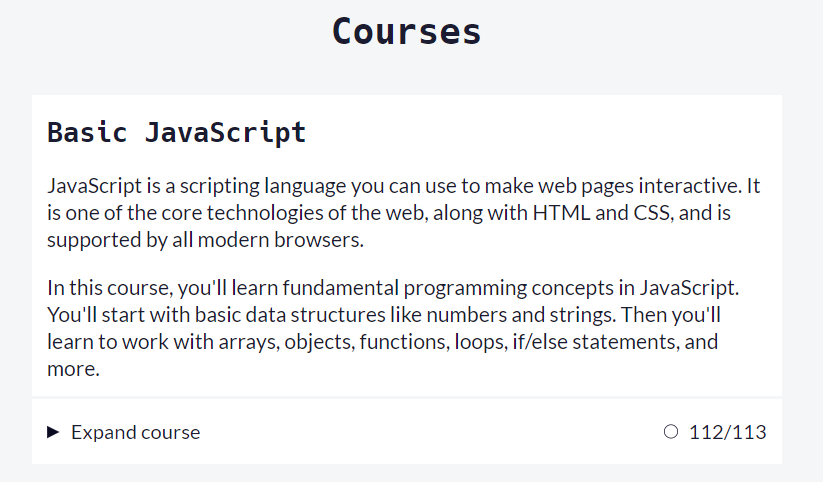 Courses
Basic JavaScript
JavaScript is a scripting language you can use to make web pages interactive. It
is one of the core technologies of the web, along with HTML and CSS, and is
supported by all modern browsers.
In this course, you'll learn fundamental programming concepts in JavaScript.
You'll start with basic data structures like numbers and strings. Then you'll
learn to work with arrays, objects, functions, loops, if/else statements, and
more.
Expand course 112/113